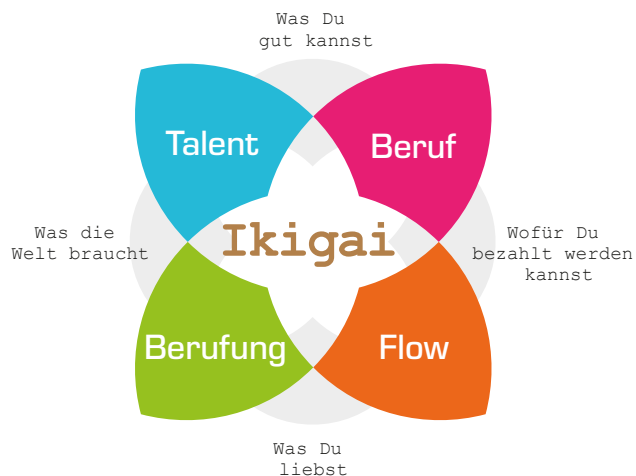 Was Du
gut kannst
Talent
Beruf
Was die
Welt braucht
Ikigai
Wofür Du
bezahlt werden
kannst
Berufung
Flow
Was Du
liebst